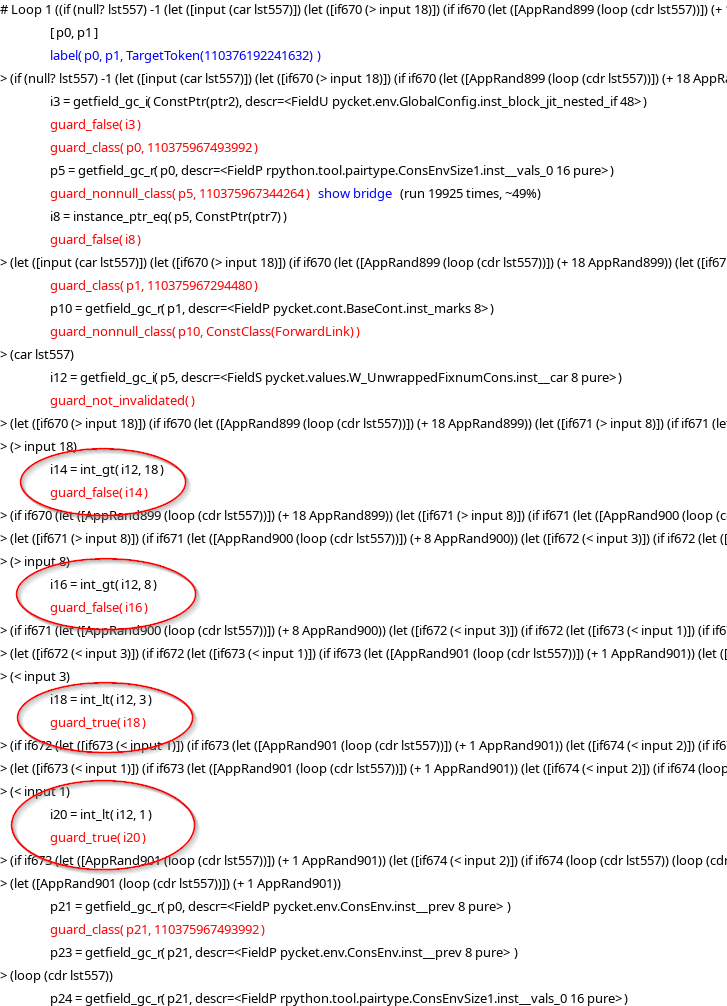 # Loop 1 ((if (null? lst557) -1 (let ([input (car lst557)]) (let ([if670 (> input 18)]) (if if670 (let ([AppRand899 (loop (cdr lst557))]) (+
[ p0, p1 ]
label( p0, p1, TargetToken(110376192241632) )
> (if (null? lst557) -1 (let ([input (car lst557)]) (let ([if670 (> input 18)]) (if if670 (let ([AppRand899 (loop (cdr lst557))]) (+ 18 AppRa
i3 = getfield_gc_i( ConstPtr(ptr2), descr=<FieldU pycket.env.GlobalConfig.inst_block_jit_nested_if 48> )
guard_false( i3 )
guard_class( p0, 110375967493992 )
p5 = getfield_gc_r( p0, descr=<FieldP rpython.tool.pairtype.ConsEnvSize1.inst__vals_0 16 pure> )
guard_nonnull_class( p5, 110375967344264 ) show bridge (run 19925 times, ~49%)
i8 = instance_ptr_eq( p5, ConstPtr(ptr7) )
guard_false( i8 )
> (let ([input (car lst557)]) (let ([if670 (> input 18)]) (if if670 (let ([AppRand899 (loop (cdr lst557))]) (+ 18 AppRand899)) (let ([if67
guard_class( p1, 110375967294480 )
p10 = getfield_gc_r( p1, descr=<FieldP pycket.cont.BaseCont.inst_marks 8> )
guard_nonnull_class( p10, ConstClass(ForwardLink) )
> (car lst557)
i12 = getfield_gc_i( p5, descr=<FieldS pycket.values.W_UnwrappedFixnumCons.inst__car 8 pure> )
guard_not_invalidated( )
> (let ([if670 (> input 18)]) (if if670 (let ([AppRand899 (loop (cdr lst557))]) (+ 18 AppRand899)) (let ([if671 (> input 8)]) (if if671 (le
> (> input 18)
i14 = int_gt( i12, 18 )
guard_false( i14 )
> (if if670 (let ([AppRand899 (loop (cdr lst557))]) (+ 18 AppRand899)) (let ([if671 (> input 8)]) (if if671 (let ([AppRand900 (loop (c
> (let ([if671 (> input 8)]) (if if671 (let ([AppRand900 (loop (cdr lst557))]) (+ 8 AppRand900)) (let ([if672 (< input 3)]) (if if672 (let ([
> (> input 8)
i16 = int_gt( i12, 8 )
guard_false( i16 )
> (if if671 (let ([AppRand900 (loop (cdr lst557))]) (+ 8 AppRand900)) (let ([if672 (< input 3)]) (if if672 (let ([if673 (< input 1)]) (if if6
> (let ([if672 (< input 3)]) (if if672 (let ([if673 (< input 1)]) (if if673 (let ([AppRand901 (loop (cdr lst557))]) (+ 1 AppRand901)) (let ([
> (< input 3)
i18 = int_lt( i12, 3 )
guard_true( i18 )
> (if if672 (let ([if673 (< input 1)]) (if if673 (let ([AppRand901 (loop (cdr lst557))]) (+ 1 AppRand901)) (let ([if674 (< input 2)]) (if if6
> (let ([if673 (< input 1)]) (if if673 (let ([AppRand901 (loop (cdr lst557))]) (+ 1 AppRand901)) (let ([if674 (< input 2)]) (if if674 (loop
> (< input 1)
i20 = int_lt( i12, 1 )
guard_true( i20 )
> (if if673 (let ([AppRand901 (loop (cdr lst557))]) (+ 1 AppRand901)) (let ([if674 (< input 2)]) (if if674 (loop (cdr lst557)) (loop (cdr
> (let ([AppRand901 (loop (cdr lst557))]) (+ 1 AppRand901))
p21 = getfield_gc_r( p0, descr=<FieldP pycket.env.ConsEnv.inst__prev 8 pure> )
guard_class( p21, 110375967493992 )
p23 = getfield_gc_r( p21, descr=<FieldP pycket.env.ConsEnv.inst__prev 8 pure> )
> (loop (cdr lst557))
p24 = getfield_gc_r( p21, descr=<FieldP rpython.tool.pairtype.ConsEnvSize1.inst__vals_0 16 pure> )